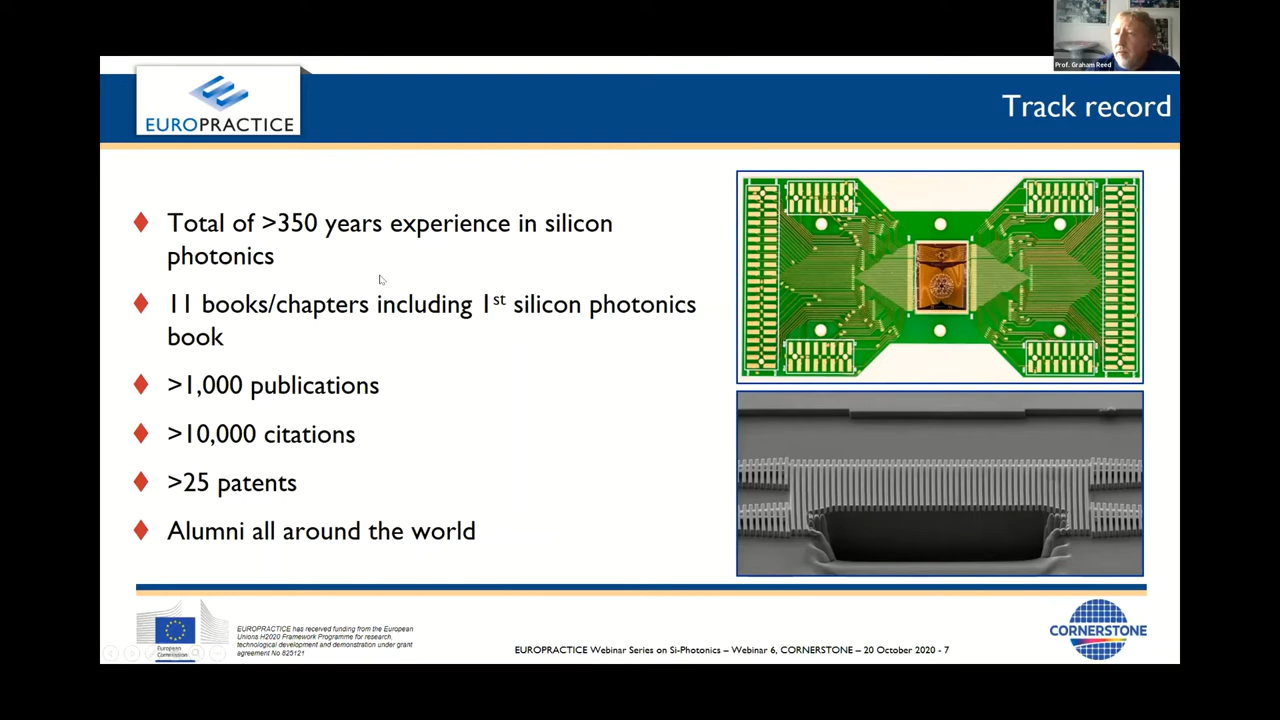 Prof. Graham Reed
EUROPRACTICE
Track record
Total of >350 years experience in silicon
photonics
11 books/chapters including 1st silicon photonics
book
>1,000 publications
>10,000 citations
>25 patents
Alumni all around the world
European
Commission
EUROPRACTICE has received funding from the European
Unions H2020 Framework Programme for research,
technological development and demonstration under grant
agreement No 825121
EUROPRACTICE Webinar Series on Si-Photonics – Webinar 6, CORNERSTONE – 20 October 2020 - 7
CORNERSTONE